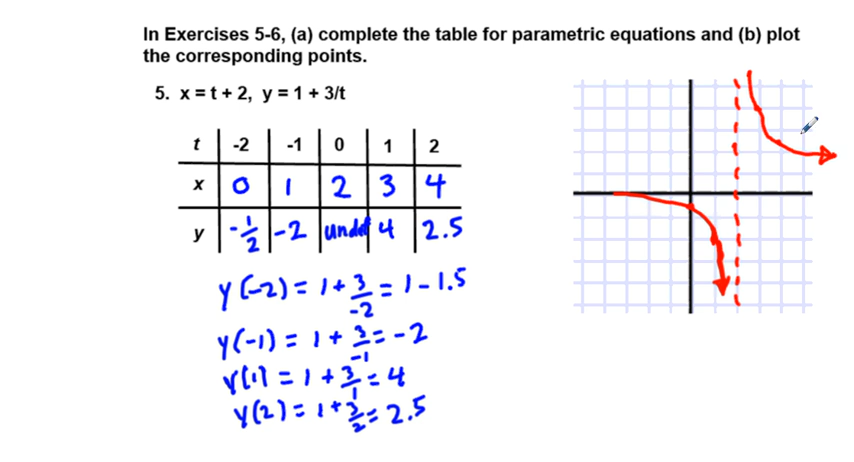 In Exercises 5-6, (a) complete the table for parametric equations and (b) plot
the corresponding points.
5. x = t + 2, y = 1 + 3/t
t -2 -1 0 1 2
x 0 1 2 3 4
y -1/2 -2 undef 4 2.5
y(-2) = 1 + 3/-2 = 1 - 1.5
y(-1) = 1 + 3/-1 = -2
y(1) = 1 + 3/1 = 4
y(2) = 1 + 3/2 = 2.5